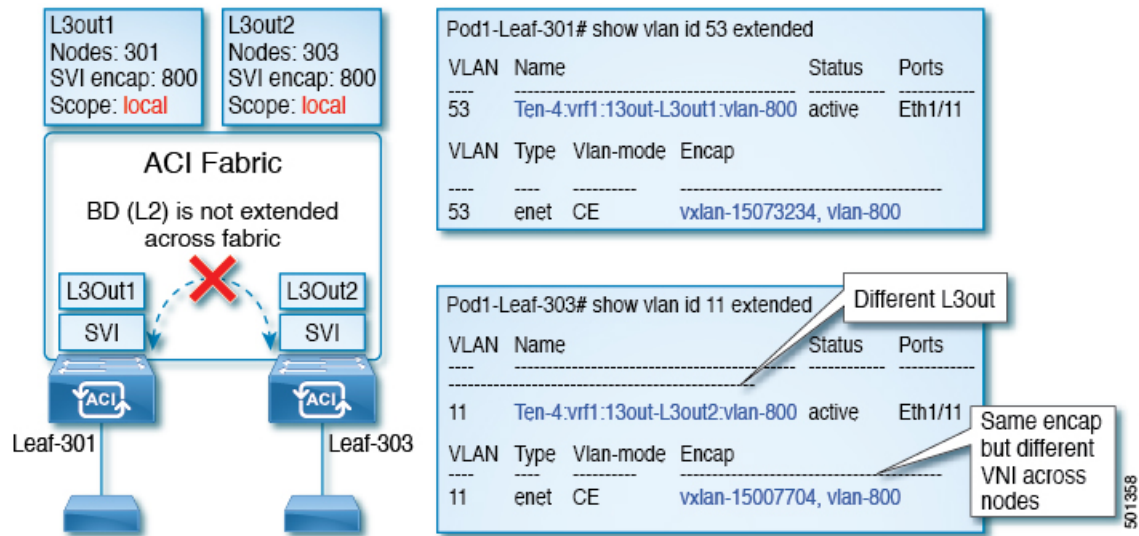 L3out1
Nodes: 301
SVI encap: 800
Scope: local
L3out2
Nodes: 303
SVI encap: 800
Scope: local
ACI Fabric
BD (L2) is not extended
across fabric
L3Out1
SVI
L3Out2
SVI
ACI
ACI
Leaf-301
Leaf-303
Pod1-Leaf-301# show vlan id 53 extended
VLAN Name Status Ports
---- -------------------------------- --------- ---------
53 Ten-4:vrf1:13out-L3out1:vlan-800 active Eth1/11
VLAN Type Vlan-mode Encap
---- ---- ---------- --------------------------------
53 enet CE vxlan-15073234, vlan-800
Pod1-Leaf-303# show vlan id 11 extended
Different L3out
VLAN Name Status Ports
---- -------------------------------- --------- ---------
11 Ten-4:vrf1:13out-L3out2:vlan-800 active Eth1/11
VLAN Type Vlan-mode Encap
---- ---- ---------- --------------------------------
11 enet CE vxlan-15007704, vlan-800
Same encap
but different
VNI across
nodes
501358